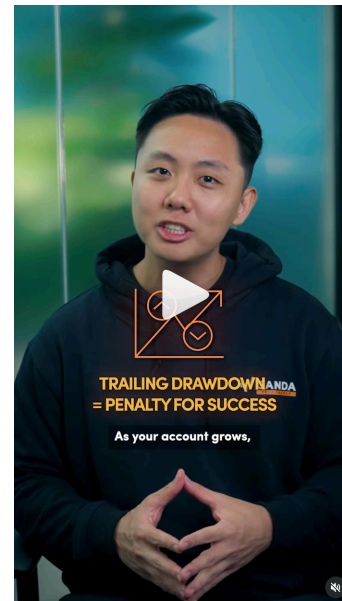 TRAILING DRAWDOWN
= PENALTY FOR SUCCESS
As your account grows,